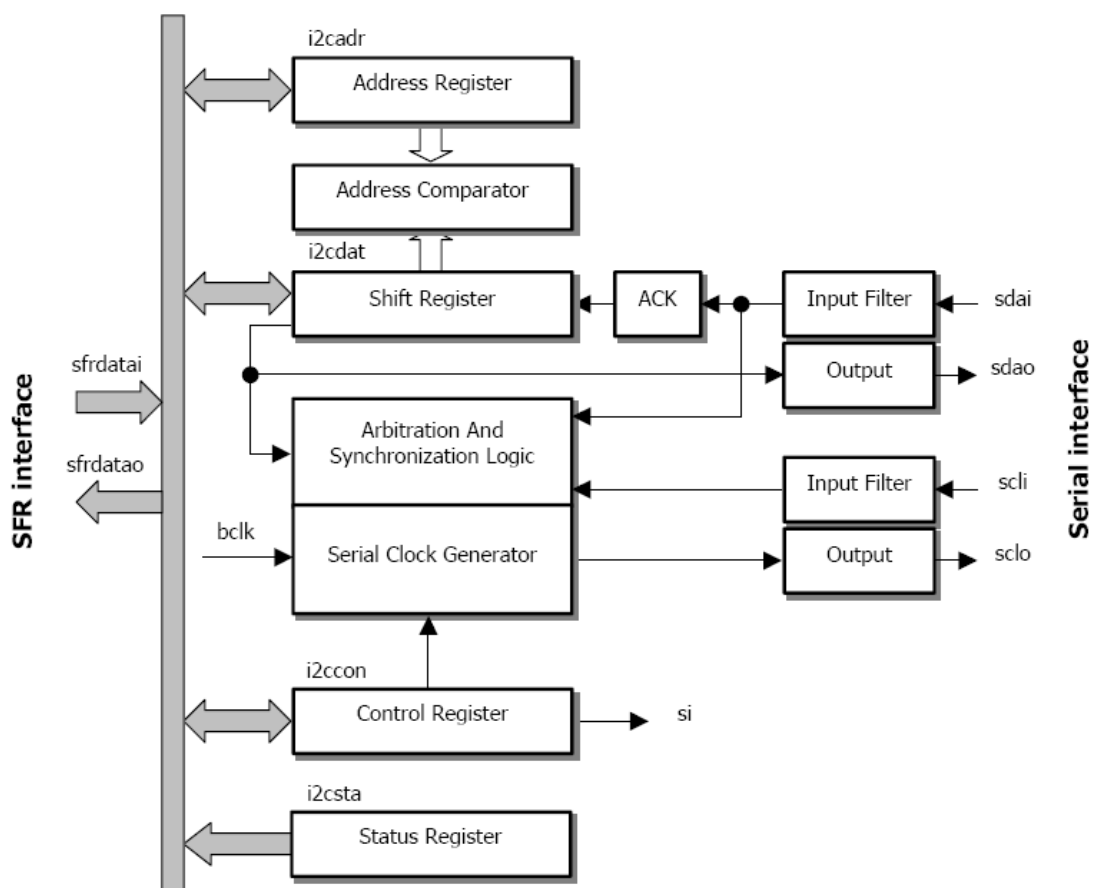 i2cadr
Address Register
Address Comparator
i2cdat
Shift Register
ACK
Input Filter
sdai
Output
sdao
sfrdatai
SFR interface
sfrdatao
Arbitration And
Synchronization Logic
Input Filter
scli
Serial interface
bclk
Serial Clock Generator
Output
sclo
i2ccon
Control Register
si
i2csta
Status Register